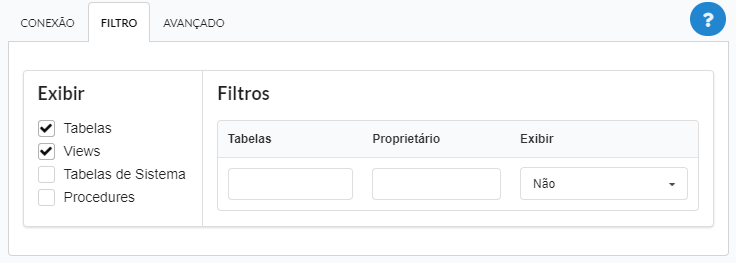 CONEXÃO FILTRO AVANÇADO ?
Exibir
Tabelas
Views
Tabelas de Sistema
Procedures
Filtros
Tabelas Proprietário Exibir
Não